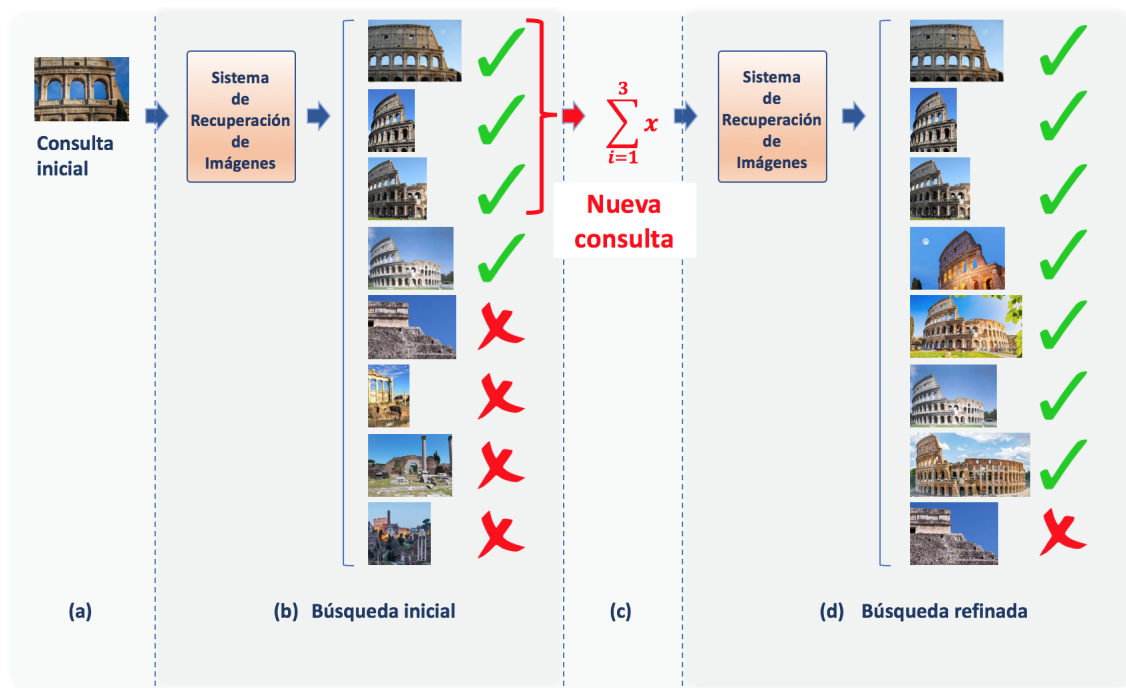 Consulta
inicial
Sistema
de
Recuperación
de
Imágenes
3
∑ x
i=1
Nueva
consulta
Sistema
de
Recuperación
de
Imágenes
(a)
(b) Búsqueda inicial
(c)
(d) Búsqueda refinada